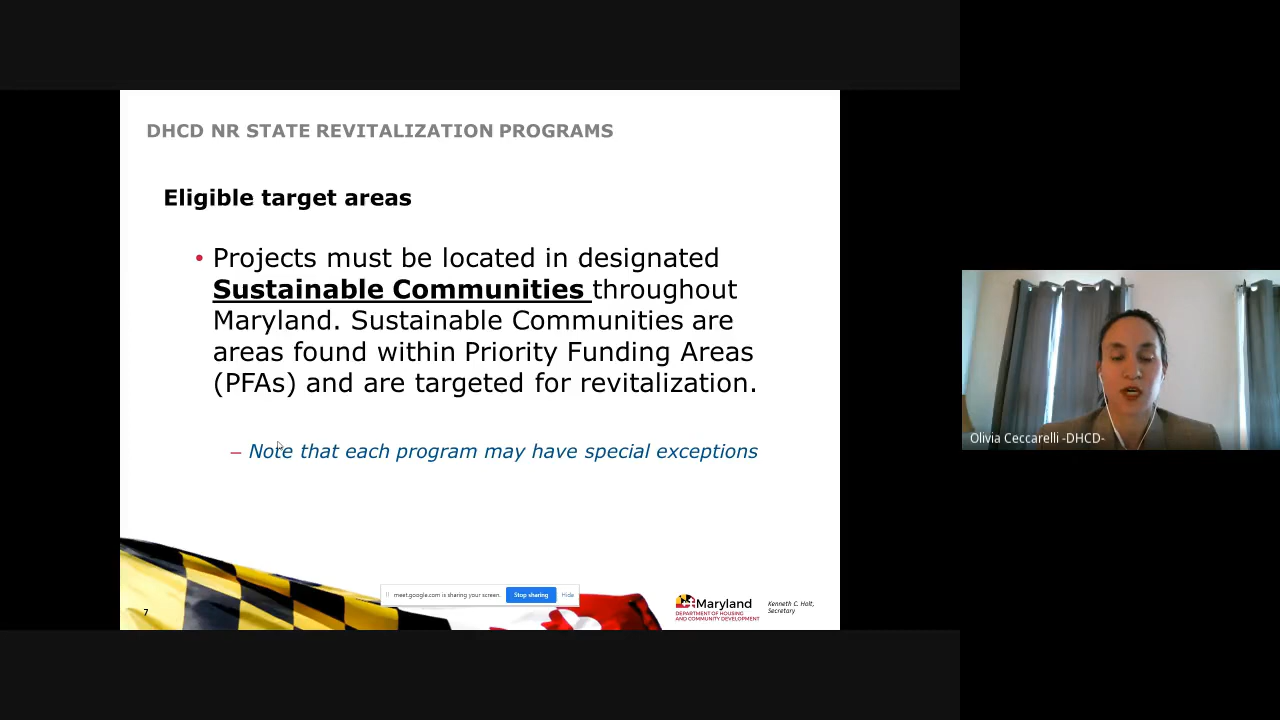 DHCD NR STATE REVITALIZATION PROGRAMS
Eligible target areas
• Projects must be located in designated
Sustainable Communities throughout
Maryland. Sustainable Communities are
areas found within Priority Funding Areas
(PFAs) and are targeted for revitalization.
– Note that each program may have special exceptions
meet.google.com is sharing your screen. Stop sharing Hide
7
Maryland
DEPARTMENT OF HOUSING
AND COMMUNITY DEVELOPMENT
Kenneth C. Holt,
Secretary
Olivia Ceccarelli -DHCD-